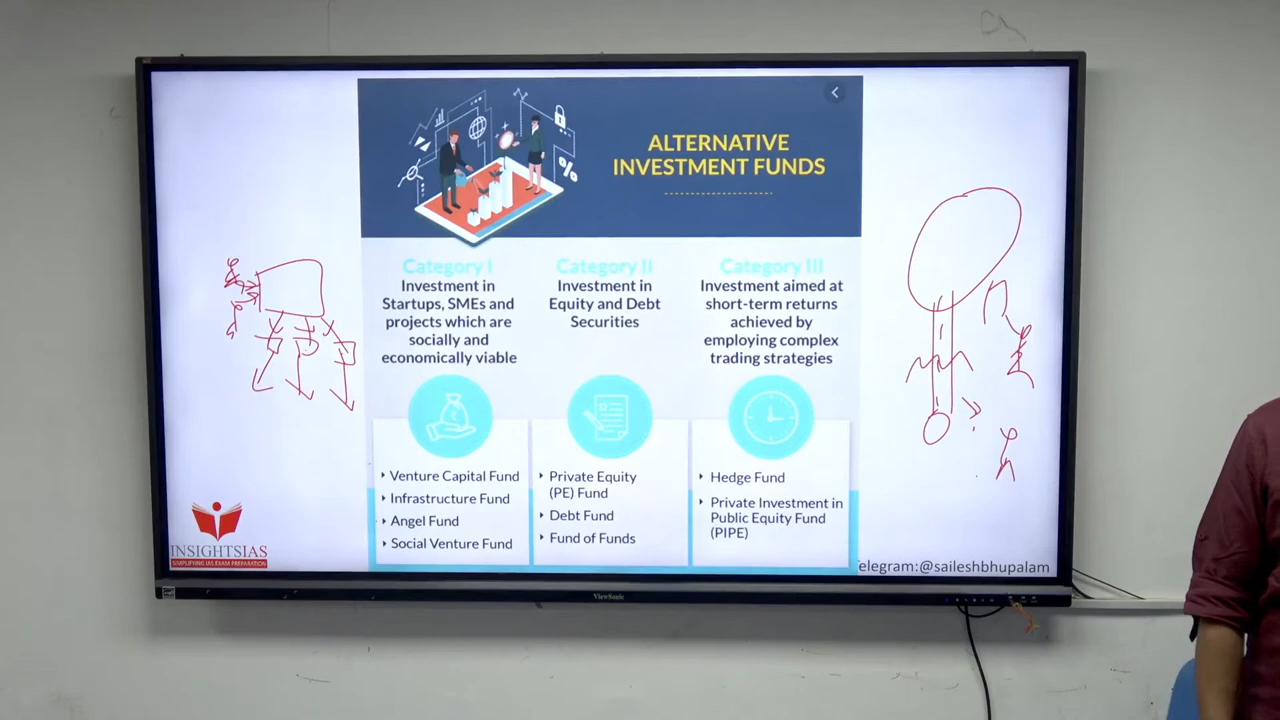 ALTERNATIVE
INVESTMENT FUNDS
Category I
Investment in
Startups, SMEs and
projects which are
socially and
economically viable
Venture Capital Fund
Infrastructure Fund
Angel Fund
Social Venture Fund
Category II
Investment in
Equity and Debt
Securities
Private Equity
(PE) Fund
Debt Fund
Fund of Funds
Category III
Investment aimed at
short-term returns
achieved by
employing complex
trading strategies
Hedge Fund
Private Investment in
Public Equity Fund
(PIPE)
INSIGHTSIAS
SIMPLIFYING IAS EXAM PREPARATION
elegram:@saileshbhupalam
ViewSonic